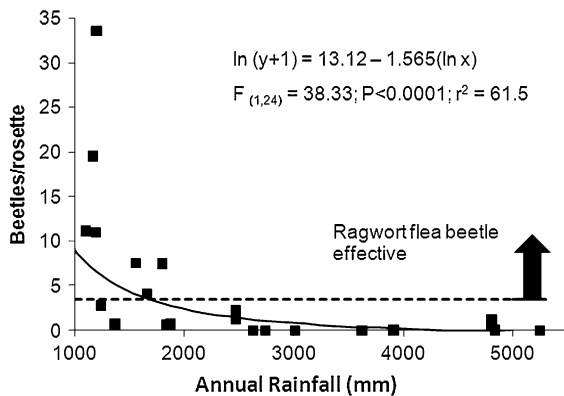 35
30
25
20
15
10
5
0
Beetles/rosette
ln (y+1) = 13.12 – 1.565(ln x)
F (1,24) = 38.33; P<0.0001; r² = 61.5
Ragwort flea beetle
effective
1000 2000 3000 4000 5000
Annual Rainfall (mm)